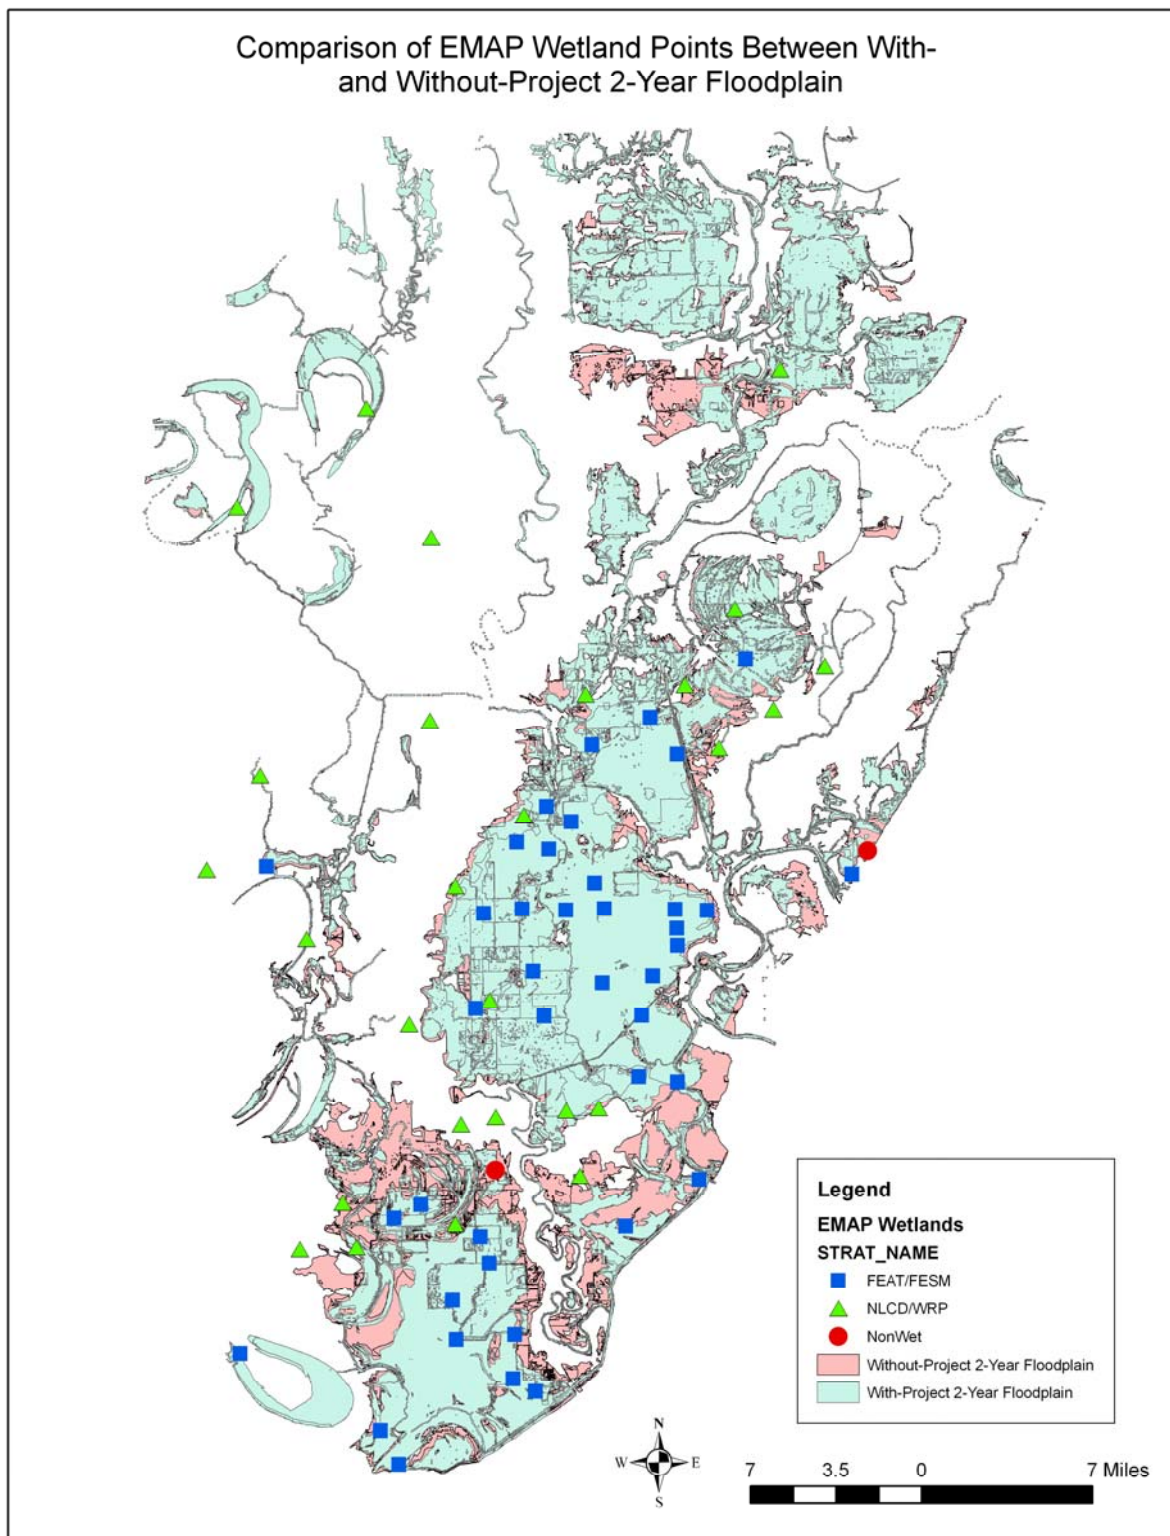 Comparison of EMAP Wetland Points Between With-
and Without-Project 2-Year Floodplain
Legend
EMAP Wetlands
STRAT_NAME
FEAT/FESM
NLCD/WRP
NonWet
Without-Project 2-Year Floodplain
With-Project 2-Year Floodplain
N
W E
S
7 3.5 0 7 Miles